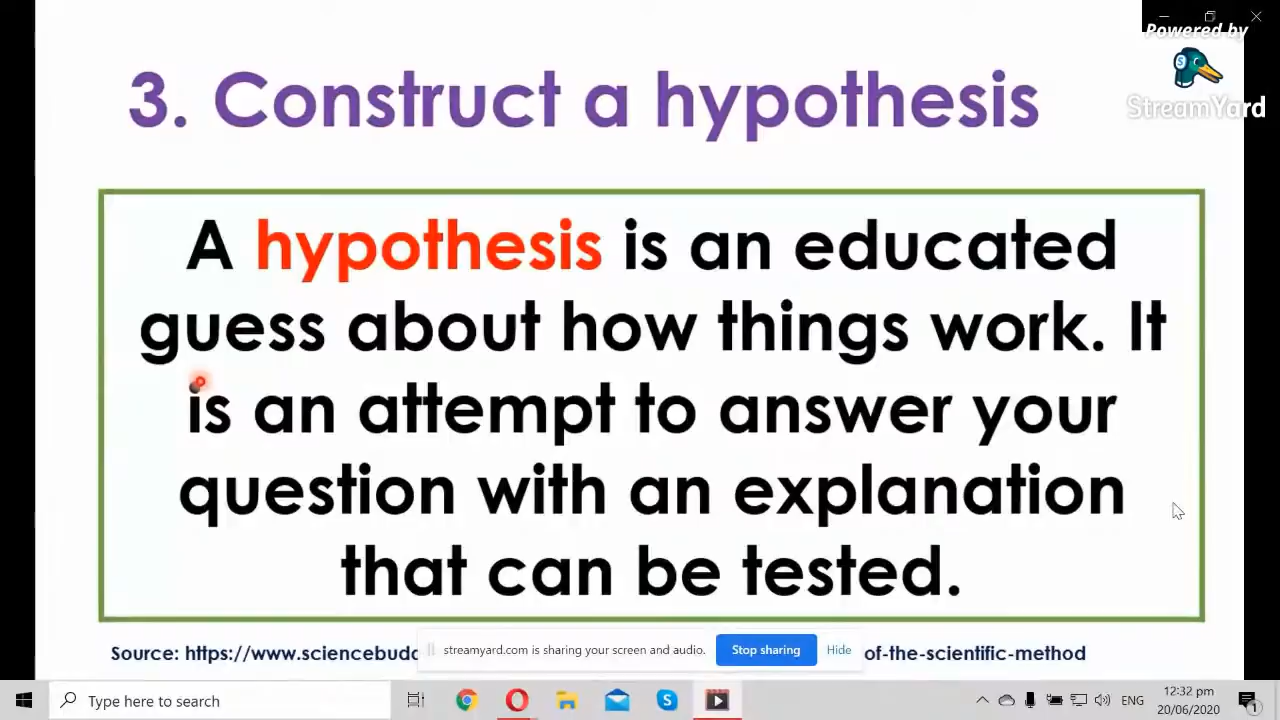 Powered by
StreamYard
3. Construct a hypothesis
A hypothesis is an educated
guess about how things work. It
is an attempt to answer your
question with an explanation
that can be tested.
Source: https://www.sciencebudd of-the-scientific-method
streamyard.com is sharing your screen and audio. Stop sharing Hide
Type here to search
ENG
12:32 pm
20/06/2020
1